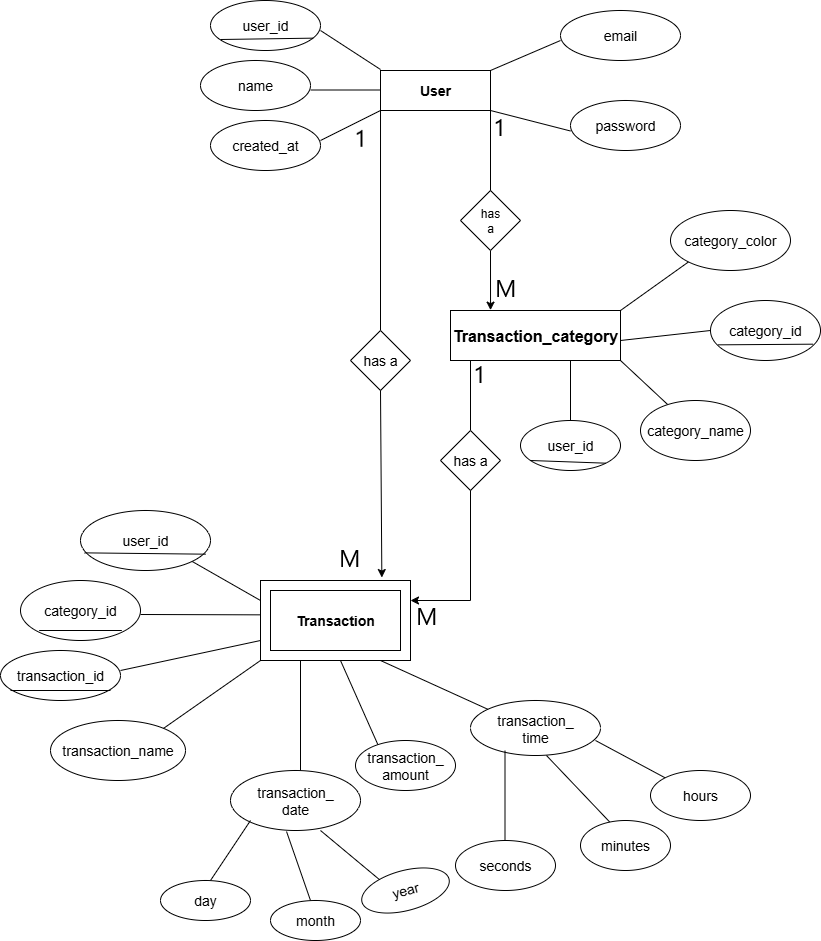 user_id
email
name
User
created_at
password
1
1
has
a
category_color
M
Transaction_category
category_id
has a
1
category_name
user_id
has a
user_id
M
category_id
M
Transaction
transaction_id
transaction_name
transaction_
time
transaction_
amount
transaction_
date
hours
minutes
seconds
day
year
month